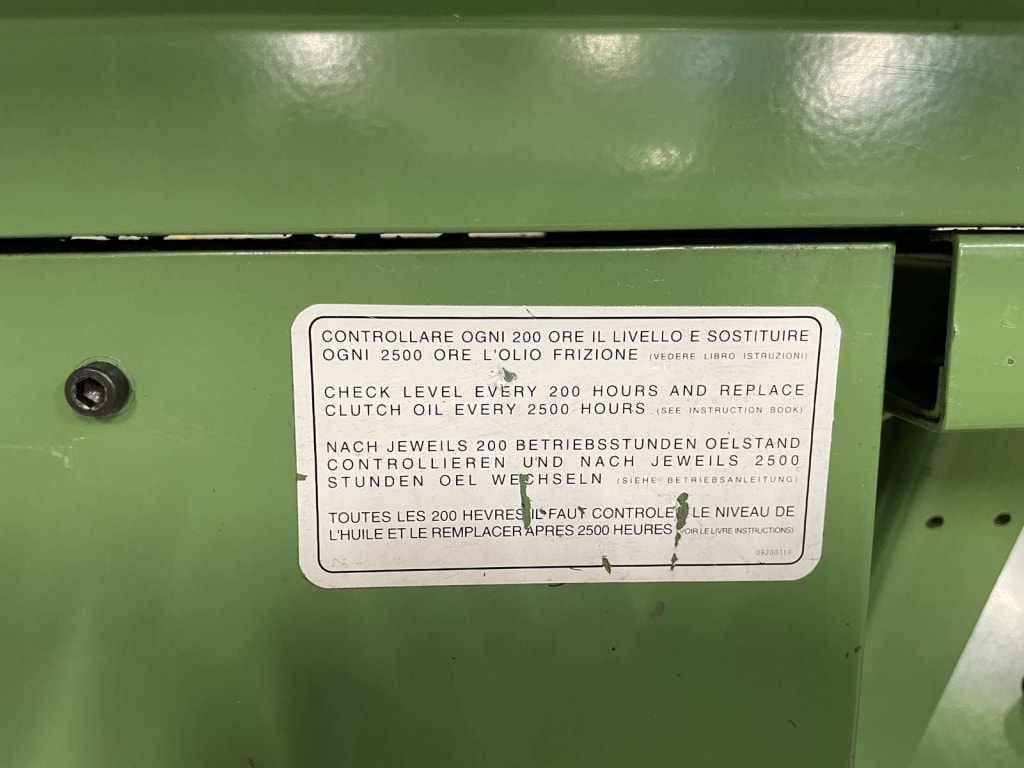 CONTROLLARE OGNI 200 ORE IL LIVELLO E SOSTITUIRE
OGNI 2500 ORE L'OLIO FRIZIONE (VEDERE LIBRO ISTRUZIONI)
CHECK LEVEL EVERY 200 HOURS AND REPLACE
CLUTCH OIL EVERY 2500 HOURS. (SEE INSTRUCTION BOOK)
NACH JEWEILS 200 BETRIEBSSTUNDEN OELSTAND
CONTROLLIEREN UND NACH JEWEILS 2500
STUNDEN OEL WECHSELN (SIEHE BETRIEBSANLEITUNG)
TOUTES LES 200 HEVRES IL FAUT CONTROLER LE NIVEAU DE
L'HUILE ET LE REMPLACER APRES 2500 HEURES (VOIR LE LIVRE INSTRUCTIONS)